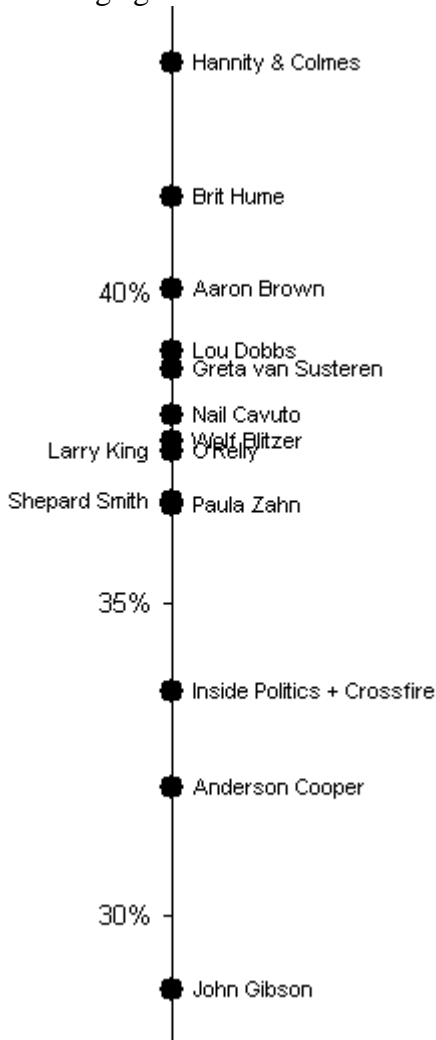 Hannity & Colmes
Brit Hume
40%
Aaron Brown
Lou Dobbs
Greta van Susteren
Nail Cavuto
Wolf Blitzer
Larry King
O'Relly
Shepard Smith
Paula Zahn
35%
Inside Politics + Crossfire
Anderson Cooper
30%
John Gibson